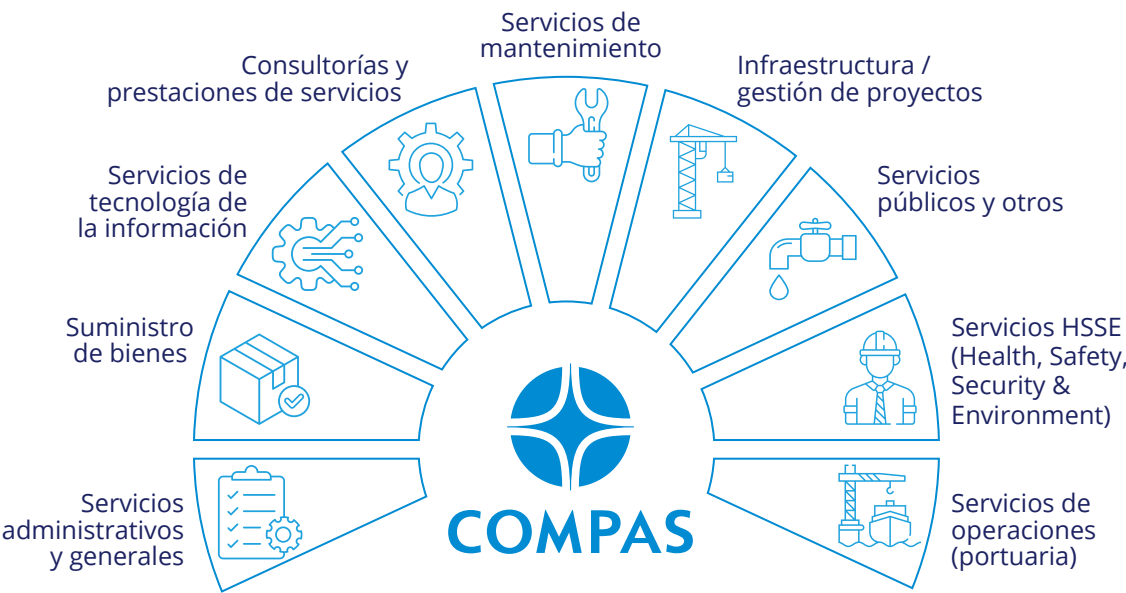 Servicios de
mantenimiento
Consultorías y
prestaciones de servicios
Infraestructura /
gestión de proyectos
Servicios de
tecnología de
la información
Servicios
públicos y otros
Suministro
de bienes
Servicios HSSE
(Health, Safety,
Security &
Environment)
Servicios
administrativos
y generales
COMPAS
Servicios de
operaciones
(portuaria)